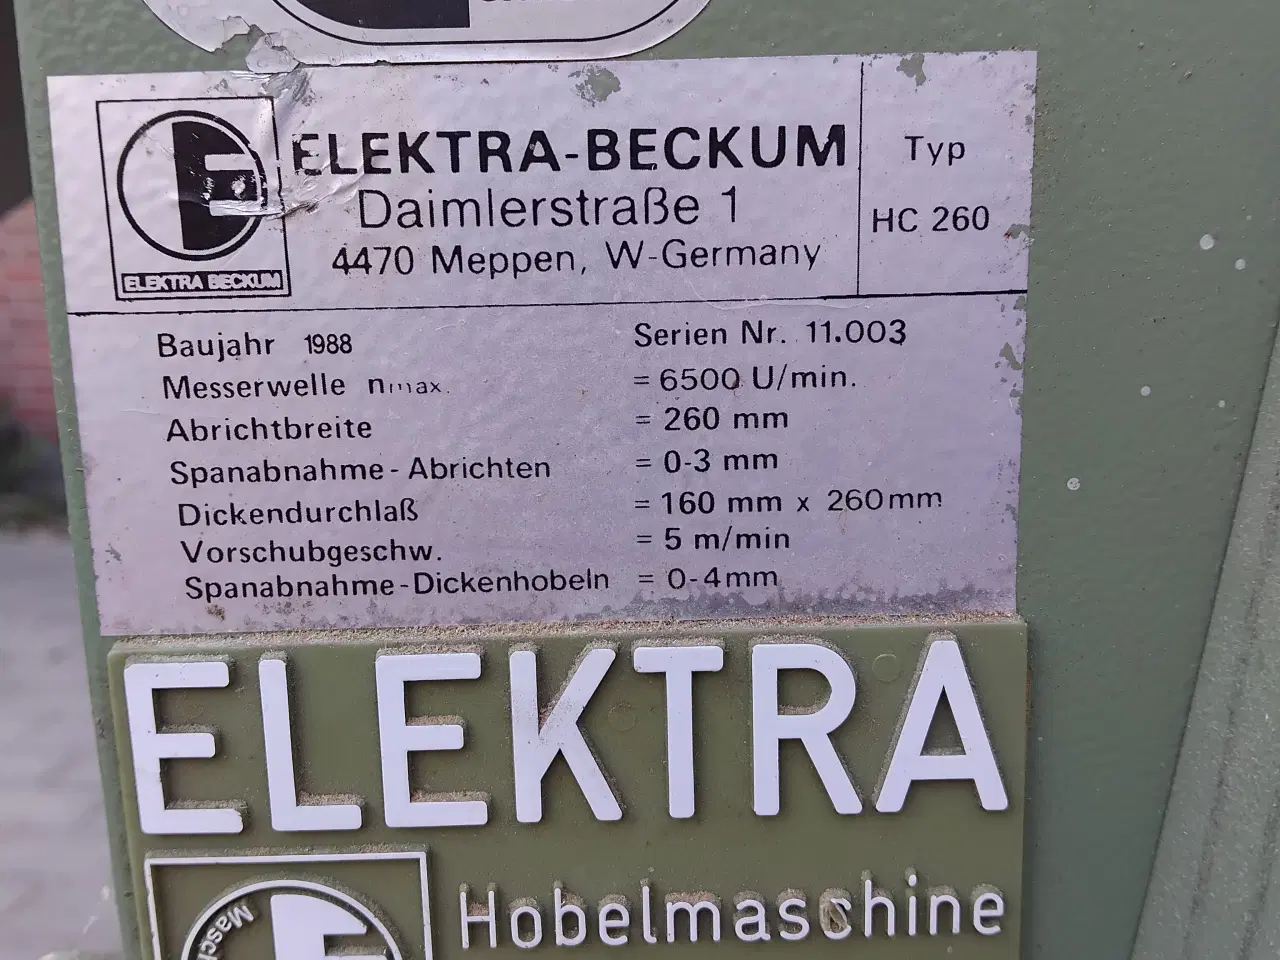 ELEKTRA-BECKUM
Daimlerstraße 1
4470 Meppen, W-Germany
ELEKTRA BECKUM
Typ
HC 260
Baujahr 1988
Serien Nr. 11.003
Messerwelle nmax. = 6500 U/min.
Abrichtbreite = 260 mm
Spanabnahme - Abrichten = 0-3 mm
Dickendurchlaß = 160 mm x 260mm
Vorschubgeschw. = 5 m/min
Spanabnahme - Dickenhobeln = 0-4mm
ELEKTRA
Hobelmaschine